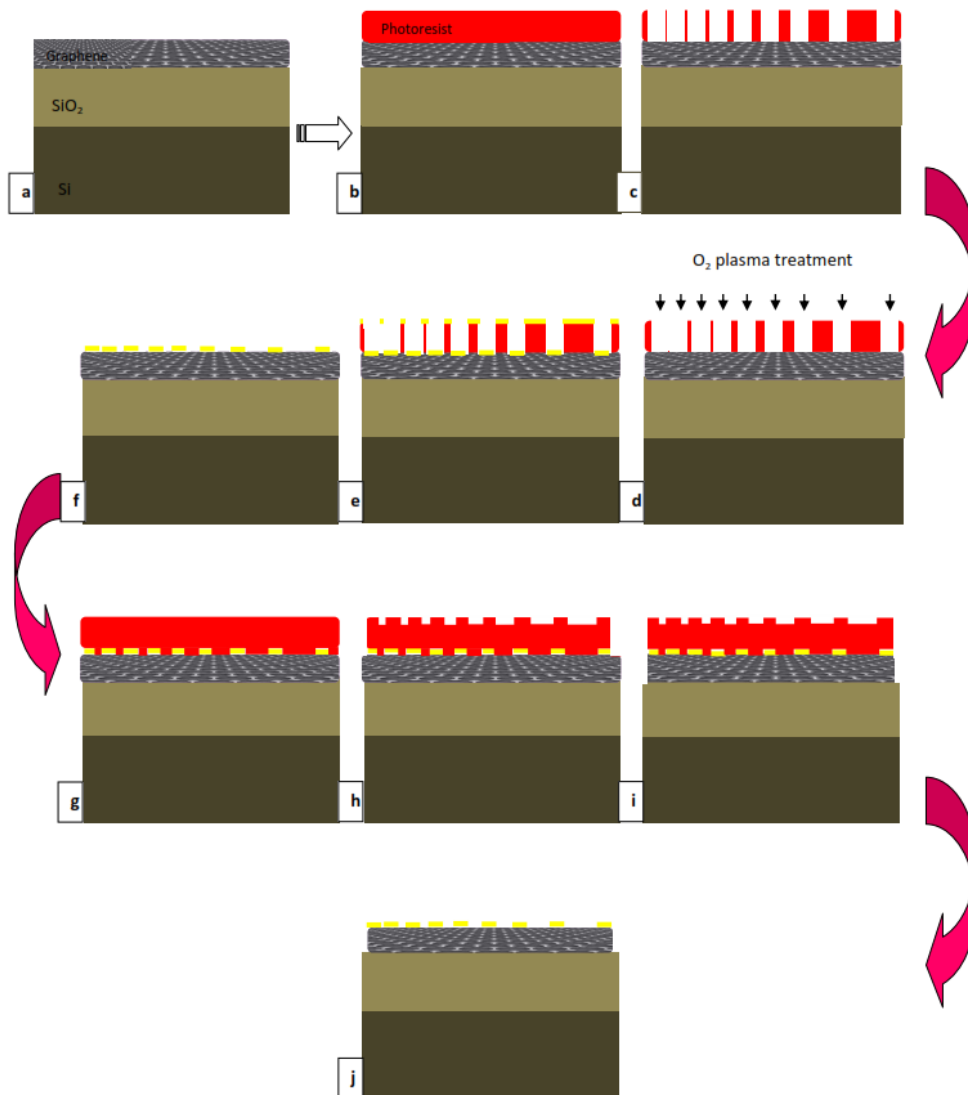 Photoresist
Graphene
SiO₂
Si
a
b
c
O₂ plasma treatment
f
e
d
g
h
i
j